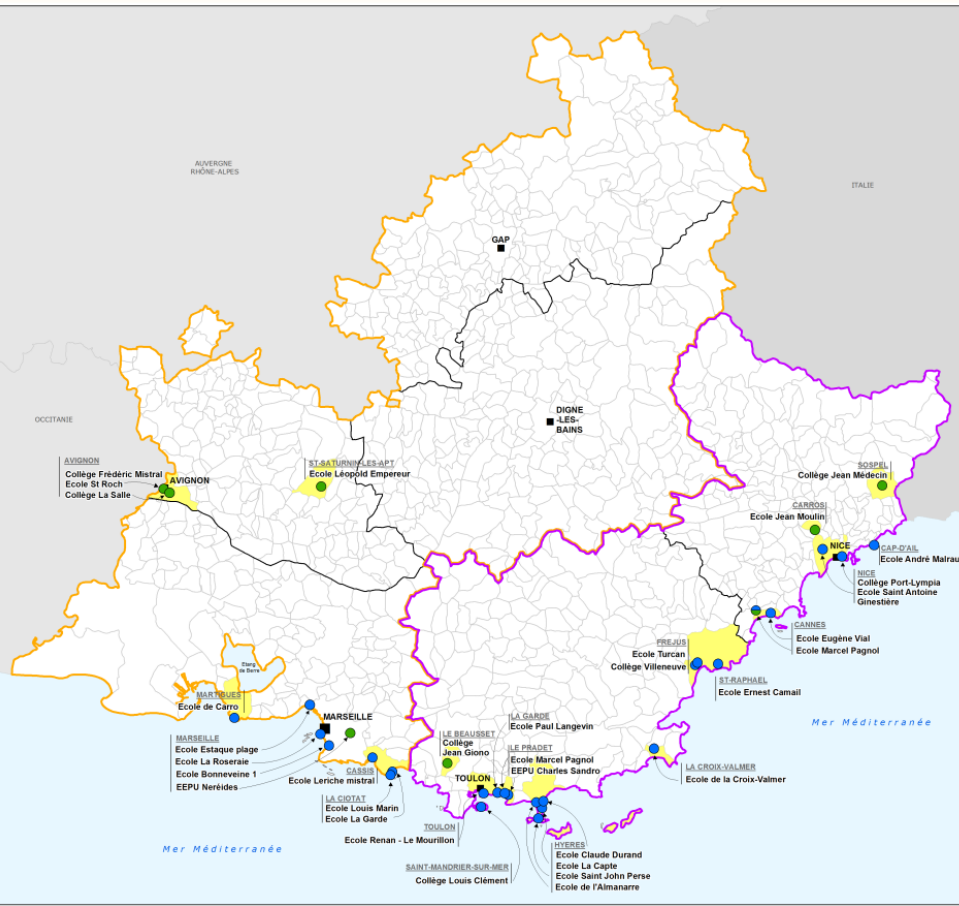 AUVERGNE
RHÔNE-ALPES
ITALIE
GAP
OCCITANIE
DIGNE
-LES-
BAINS
AVIGNON
Collège Frédéric Mistral
Ecole St Roch
Collège La Salle
AVIGNON
ST-SATURNIN-LES-APT
Ecole Léopold Empereur
SOSPEL
Collège Jean Médecin
CARROS
Ecole Jean Moulin
NICE
CAP-D'AIL
Ecole André Malrau
NICE
Collège Port-Lympia
Ecole Saint Antoine
Ginestière
CANNES
Ecole Eugène Vial
Ecole Marcel Pagnol
FREJUS
Ecole Turcan
Collège Villeneuve
ST-RAPHAEL
Ecole Ernest Camail
Etang
de Berre
MARTIGUES
Ecole de Carro
MARSEILLE
MARSEILLE
Ecole Estaque plage
Ecole La Roseraie
Ecole Bonneveine 1
EEPU Neréides
CASSIS
Ecole Leriche mistral
LA CIOTAT
Ecole Louis Marin
Ecole La Garde
LE BEAUSSET
Collège
Jean Giono
LA GARDE
Ecole Paul Langevin
LE PRADET
Ecole Marcel Pagnol
EEPU Charles Sandro
TOULON
TOULON
Ecole Renan - Le Mourillon
SAINT-MANDRIER-SUR-MER
Collège Louis Clément
HYERES
Ecole Claude Durand
Ecole La Capte
Ecole Saint John Perse
Ecole de l'Almanarre
LA CROIX-VALMER
Ecole de la Croix-Valmer
Mer Méditerranée
Mer Méditerranée